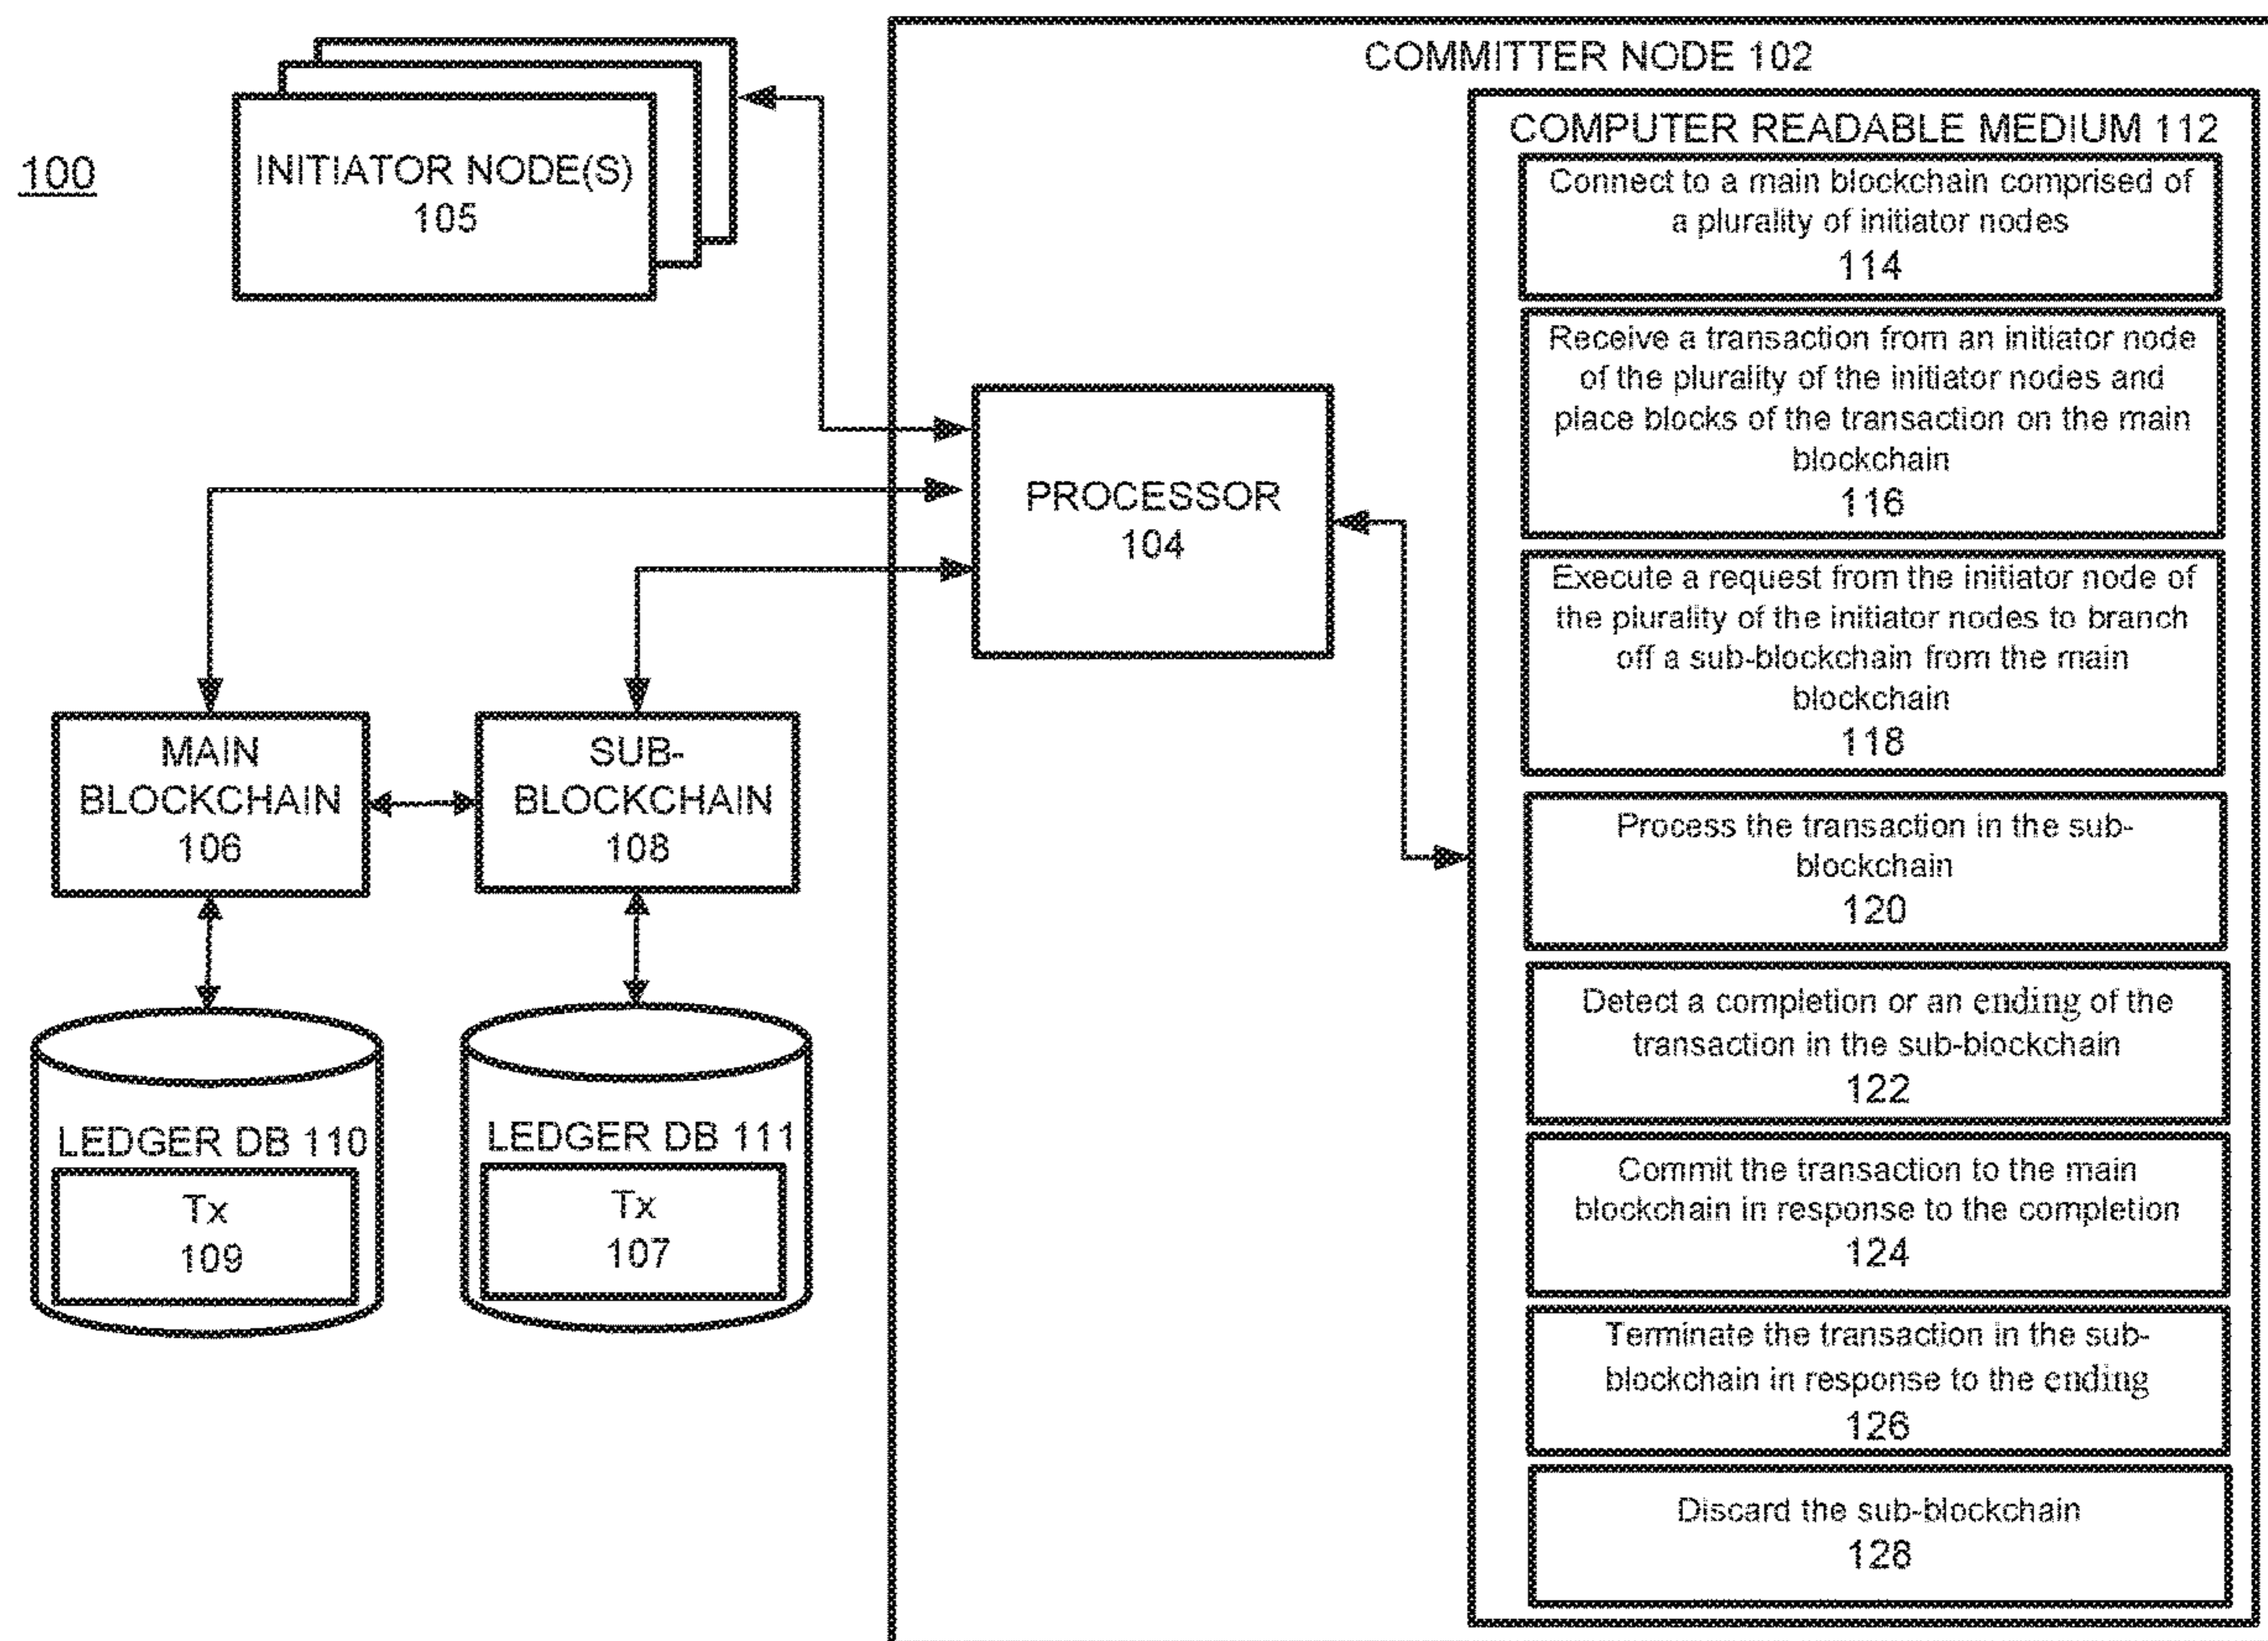 100
INITIATOR NODE(S)
105
MAIN
BLOCKCHAIN
106
SUB-
BLOCKCHAIN
108
LEDGER DB 110
Tx
109
LEDGER DB 111
Tx
107
COMMITTER NODE 102
PROCESSOR
104
COMPUTER READABLE MEDIUM 112
Connect to a main blockchain comprised of
a plurality of initiator nodes
114
Receive a transaction from an initiator node
of the plurality of the initiator nodes and
place blocks of the transaction on the main
blockchain
116
Execute a request from the initiator node of
the plurality of the initiator nodes to branch
off a sub-blockchain from the main
blockchain
118
Process the transaction in the sub-
blockchain
120
Detect a completion or an ending of the
transaction in the sub-blockchain
122
Commit the transaction to the main
blockchain in response to the completion
124
Terminate the transaction in the sub-
blockchain in response to the ending
126
Discard the sub-blockchain
128